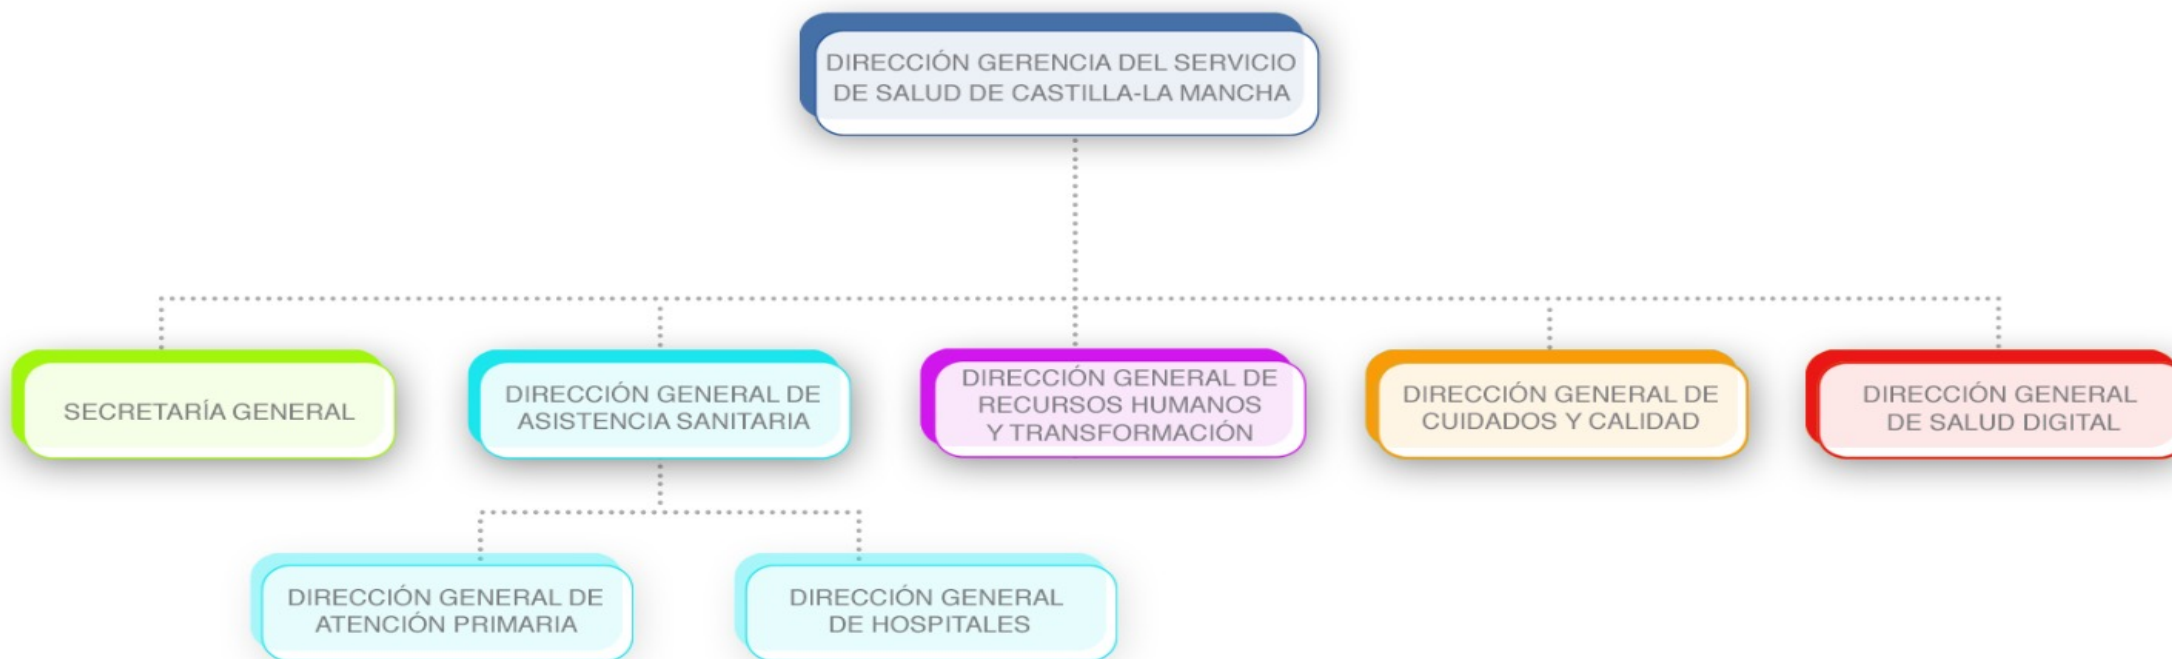 DIRECCIÓN GERENCIA DEL SERVICIO
DE SALUD DE CASTILLA-LA MANCHA
SECRETARÍA GENERAL
DIRECCIÓN GENERAL DE
ASISTENCIA SANITARIA
DIRECCIÓN GENERAL DE
RECURSOS HUMANOS
Y TRANSFORMACIÓN
DIRECCIÓN GENERAL DE
CUIDADOS Y CALIDAD
DIRECCIÓN GENERAL
DE SALUD DIGITAL
DIRECCIÓN GENERAL DE
ATENCIÓN PRIMARIA
DIRECCIÓN GENERAL
DE HOSPITALES